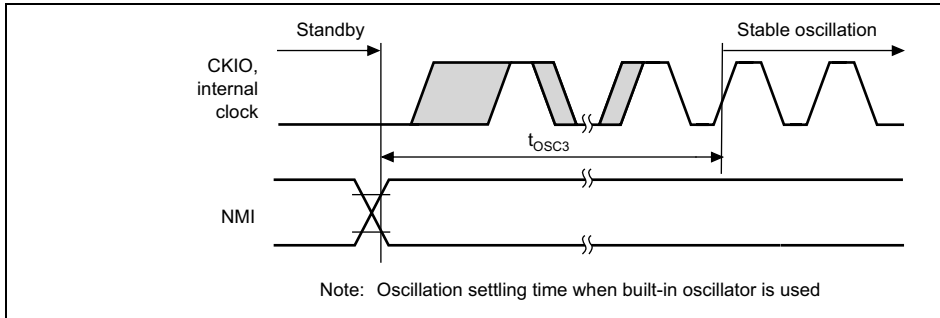 Standby
Stable oscillation
CKIO,
internal
clock
tOSC3
NMI
Note: Oscillation settling time when built-in oscillator is used